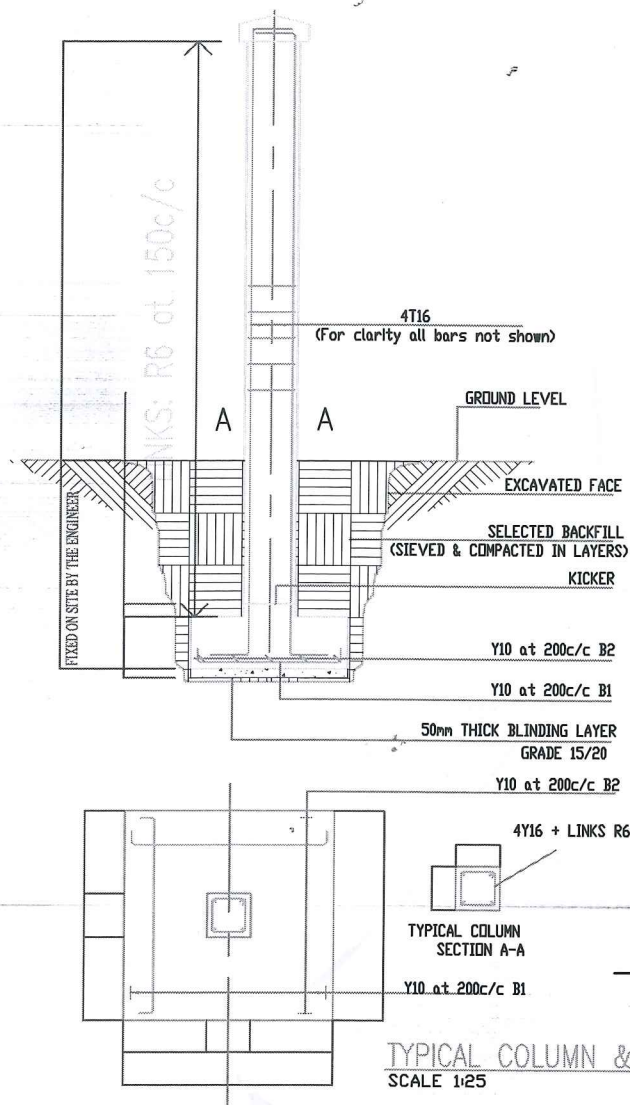 NKS: R6 at 150c/c
4T16
(For clarity all bars not shown)
A A
GROUND LEVEL
EXCAVATED FACE
SELECTED BACKFILL
(SIEVED & COMPACTED IN LAYERS)
KICKER
FIXED ON SITE BY THE ENGINEER
Y10 at 200c/c B2
Y10 at 200c/c B1
50mm THICK BLINDING LAYER
GRADE 15/20
Y10 at 200c/c B2
4Y16 + LINKS R6
TYPICAL COLUMN
SECTION A-A
Y10 at 200c/c B1
TYPICAL COLUMN &
SCALE 1:25